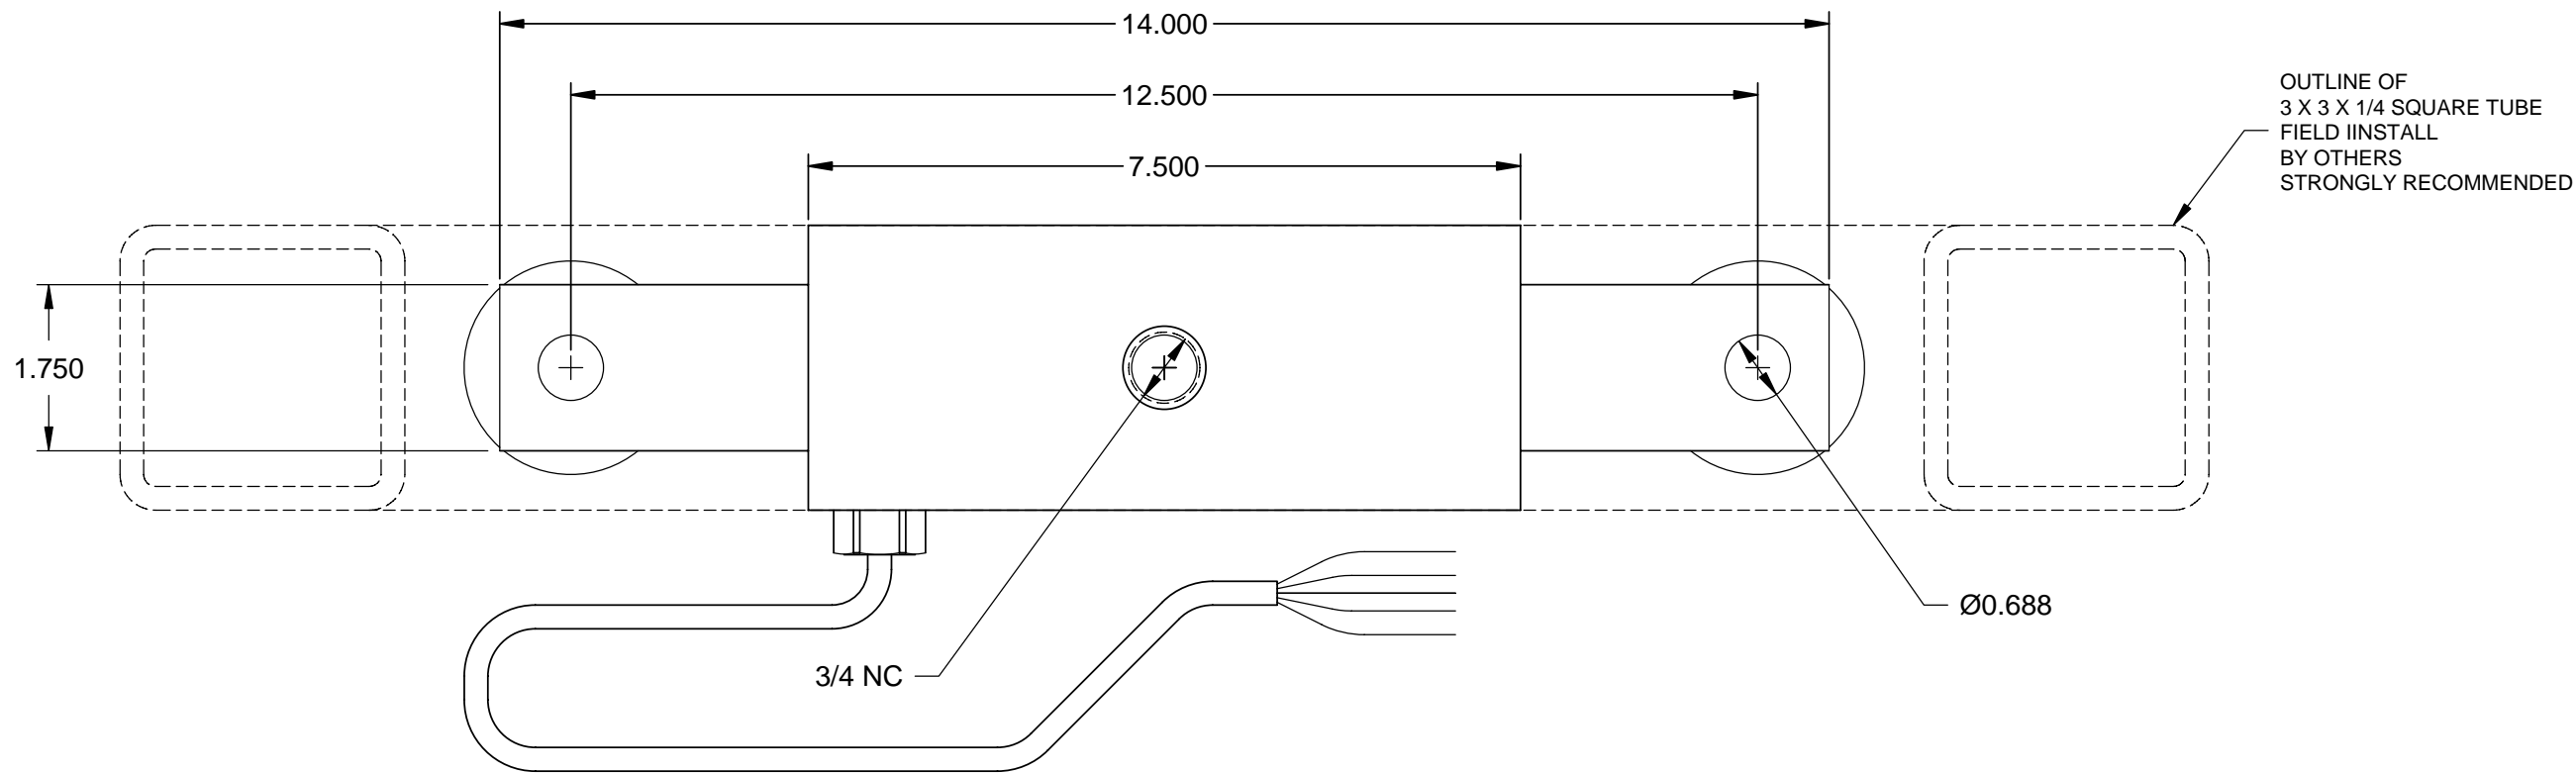 14.000
12.500
7.500
OUTLINE OF
3 X 3 X 1/4 SQUARE TUBE
FIELD IINSTALL
BY OTHERS
STRONGLY RECOMMENDED
1.750
Ø0.688
3/4 NC